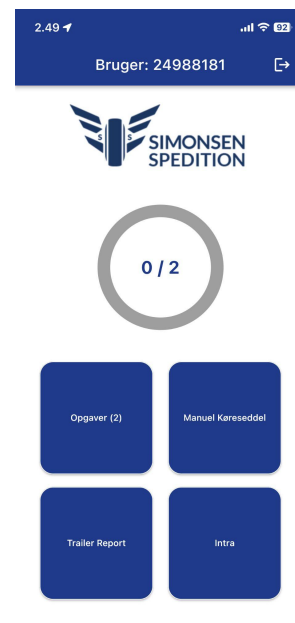 2.49
92
Bruger: 24988181
S S
SIMONSEN
SPEDITION
0 / 2
Opgaver (2)
Manuel Køreseddel
Trailer Report
Intra